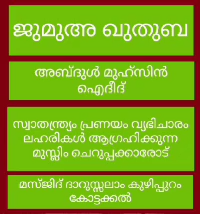 ജുമുഅ ഖുതുബ
അബ്ദുൾ മുഹ്സിൻ
ഐദീദ്
സ്വാതന്ത്ര്യം പ്രണയം വ്യഭിചാരം
ലഹരികൾ ആഗ്രഹിക്കുന്ന
മുസ്ലിം ചെറുപ്പക്കാരോട്
മസ്ജിദ് ദാറുസ്സലാം കുഴിപ്പുറം
കോട്ടക്കൽ